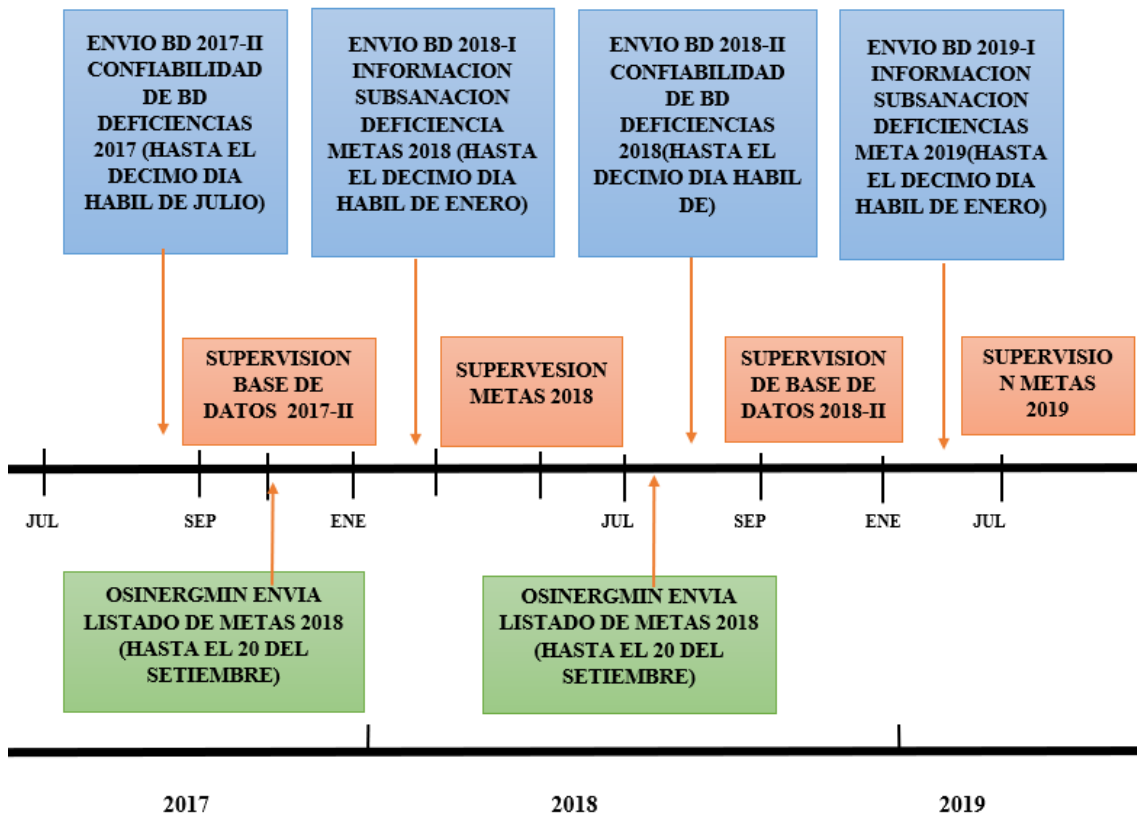 ENVIO BD 2017-II
CONFIABILIDAD
DE BD
DEFICIENCIAS
2017 (HASTA EL
DECIMO DIA
HABIL DE JULIO)
ENVIO BD 2018-I
INFORMACION
SUBSANACION
DEFICIENCIA
METAS 2018 (HASTA
EL DECIMO DIA
HABIL DE ENERO)
ENVIO BD 2018-II
CONFIABILIDAD
DE BD
DEFICIENCIAS
2018(HASTA EL
DECIMO DIA HABIL
DE)
ENVIO BD 2019-I
INFORMACION
SUBSANACION
DEFICIENCIAS
META 2019(HASTA
EL DECIMO DIA
HABIL DE ENERO)
SUPERVISION
BASE DE
DATOS 2017-II
SUPERVESION
METAS 2018
SUPERVISION
DE BASE DE
DATOS 2018-II
SUPERVISIO
N METAS
2019
JUL
SEP
ENE
JUL
SEP
ENE
JUL
OSINERGMIN ENVIA
LISTADO DE METAS 2018
(HASTA EL 20 DEL
SETIEMBRE)
OSINERGMIN ENVIA
LISTADO DE METAS 2018
(HASTA EL 20 DEL
SETIEMBRE)
2017
2018
2019